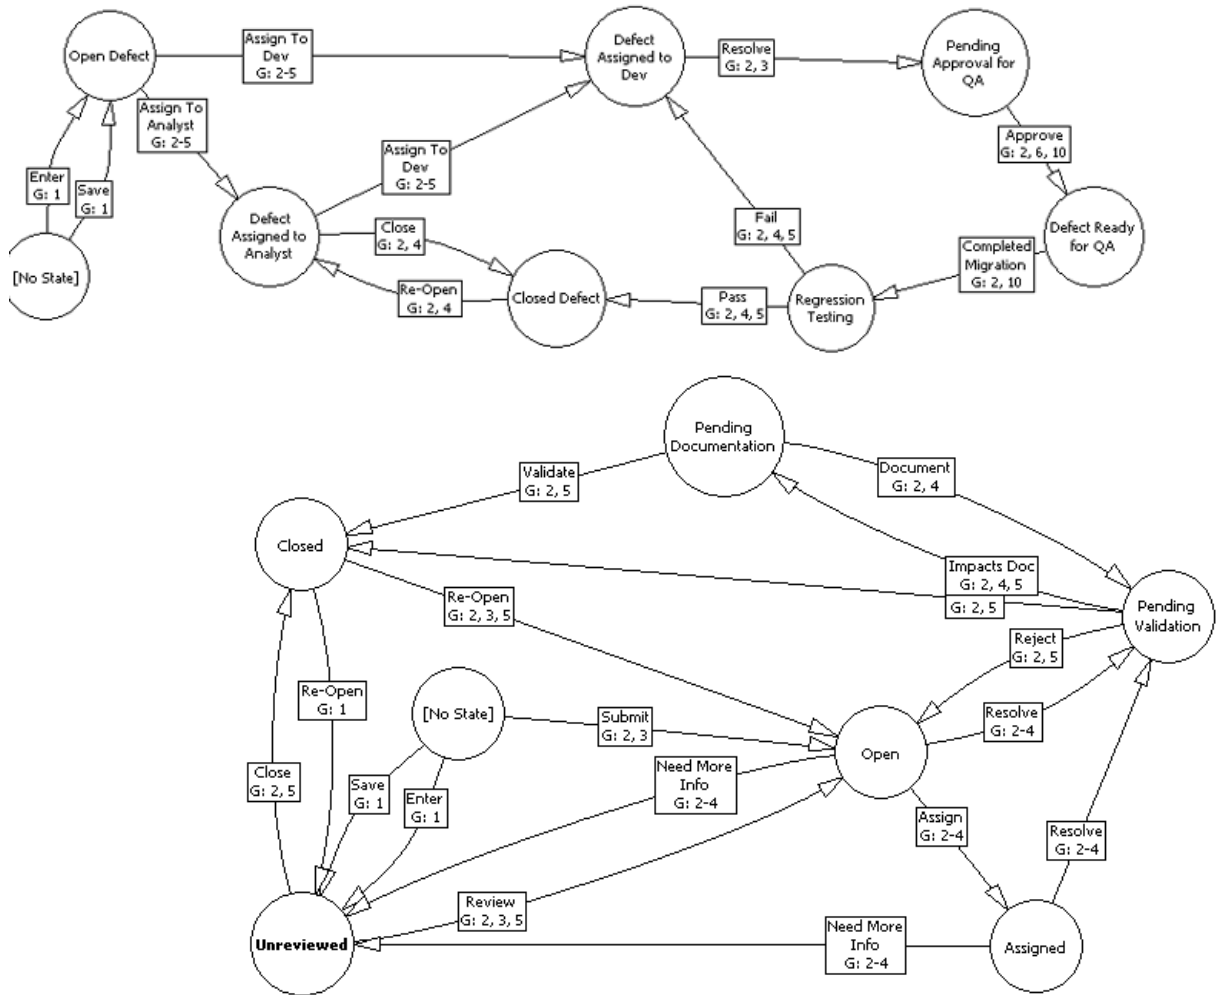 Open Defect
Assign To
Dev
G: 2-5
Defect
Assigned to
Dev
Resolve
G: 2, 3
Pending
Approval for
QA
Assign To
Analyst
G: 2-5
Approve
G: 2, 6, 10
Enter
G: 1
Save
G: 1
Assign To
Dev
G: 2-5
[No State]
Defect
Assigned to
Analyst
Close
G: 2, 4
Re-Open
G: 2, 4
Closed Defect
Pass
G: 2, 4, 5
Fail
G: 2, 4, 5
Regression
Testing
Completed
Migration
G: 2, 10
Defect Ready
for QA
Pending
Documentation
Validate
G: 2, 5
Document
G: 2, 4
Closed
Impacts Doc
G: 2, 4, 5
G: 2, 5
Pending
Validation
Re-Open
G: 2, 3, 5
Reject
G: 2, 5
Re-Open
G: 1
[No State]
Submit
G: 2, 3
Resolve
G: 2-4
Open
Close
G: 2, 5
Save
G: 1
Enter
G: 1
Need More
Info
G: 2-4
Assign
G: 2-4
Resolve
G: 2-4
Review
G: 2, 3, 5
Unreviewed
Need More
Info
G: 2-4
Assigned